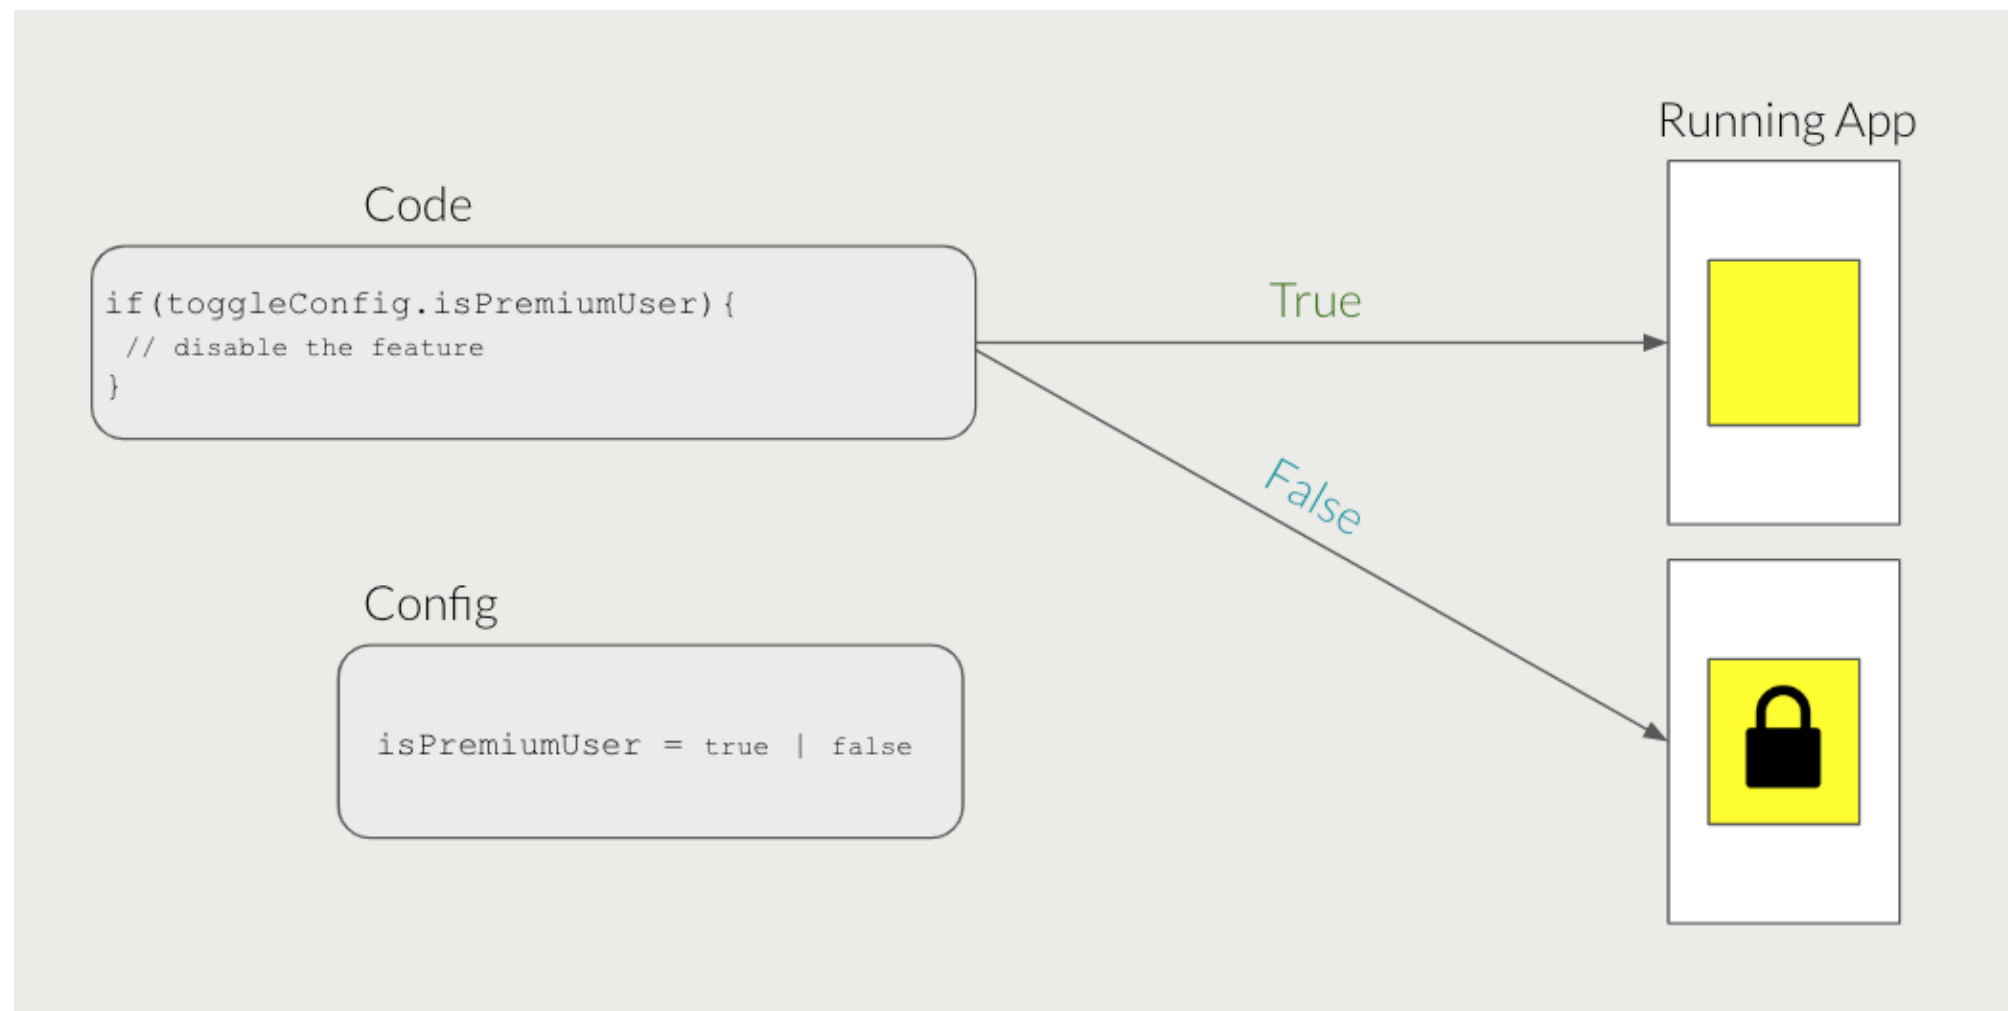 Running App
Code
if(toggleConfig.isPremiumUser){
// disable the feature
}
True
False
Config
isPremiumUser = true | false